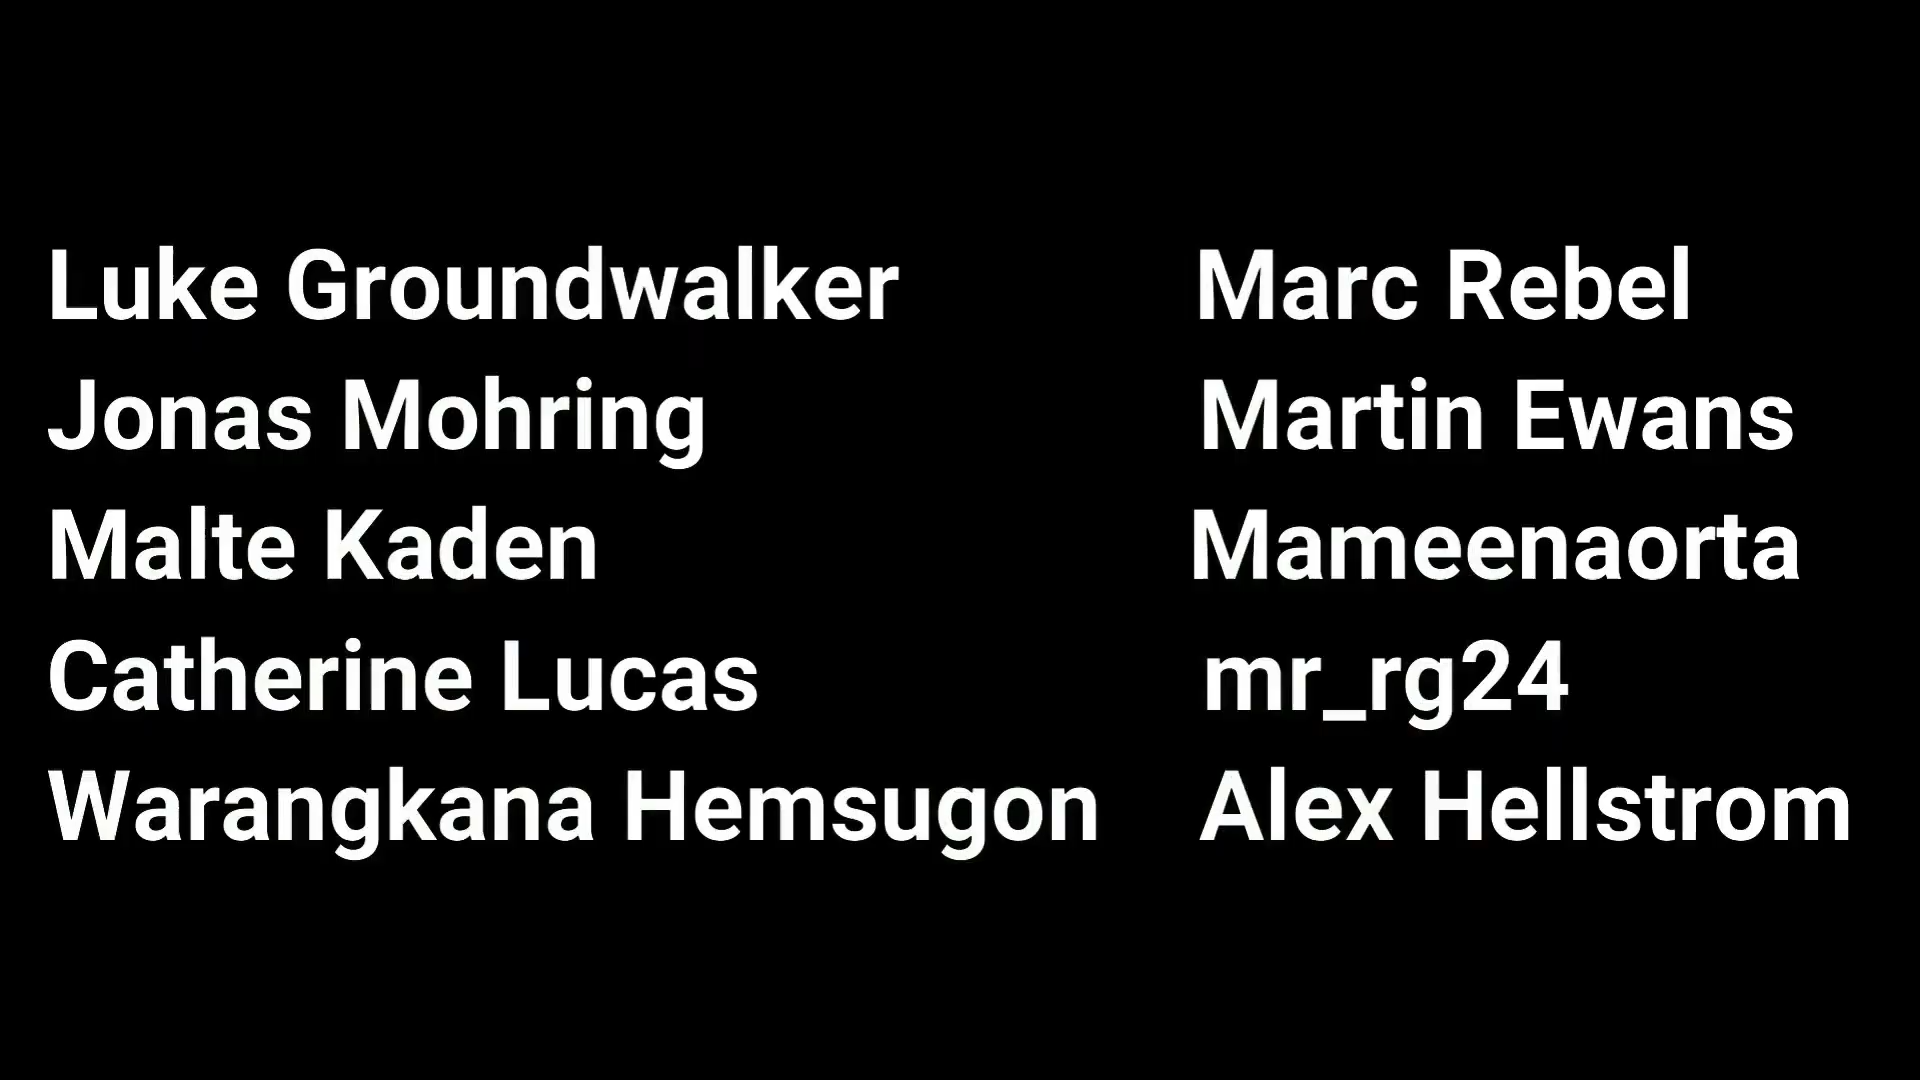 Luke Groundwalker Marc Rebel
Jonas Mohring Martin Ewans
Malte Kaden Mameenaorta
Catherine Lucas mr_rg24
Warangkana Hemsugon Alex Hellstrom